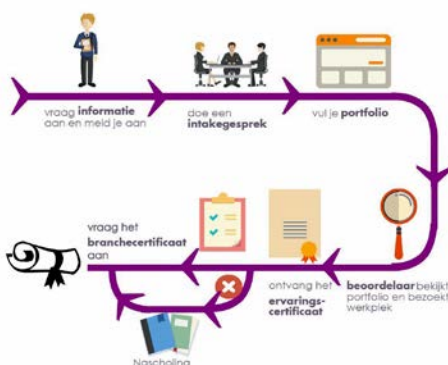 vraag informatie
aan en meld je aan
doe een
intakegesprek
vul je portfolio
beoordelaar bekijkt
portfolio en bezoekt
werkplek
ontvang het
ervarings-
certificaat
vraag het
branchecertificaat
aan
Nascholing